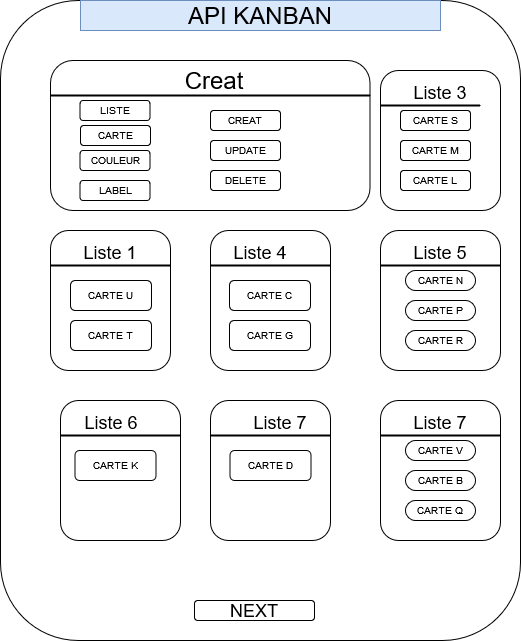 API KANBAN
Creat
LISTE
CARTE
COULEUR
LABEL
CREAT
UPDATE
DELETE
Liste 3
CARTE S
CARTE M
CARTE L
Liste 1
CARTE U
CARTE T
Liste 4
CARTE C
CARTE G
Liste 5
CARTE N
CARTE P
CARTE R
Liste 6
CARTE K
Liste 7
CARTE D
Liste 7
CARTE V
CARTE B
CARTE Q
NEXT